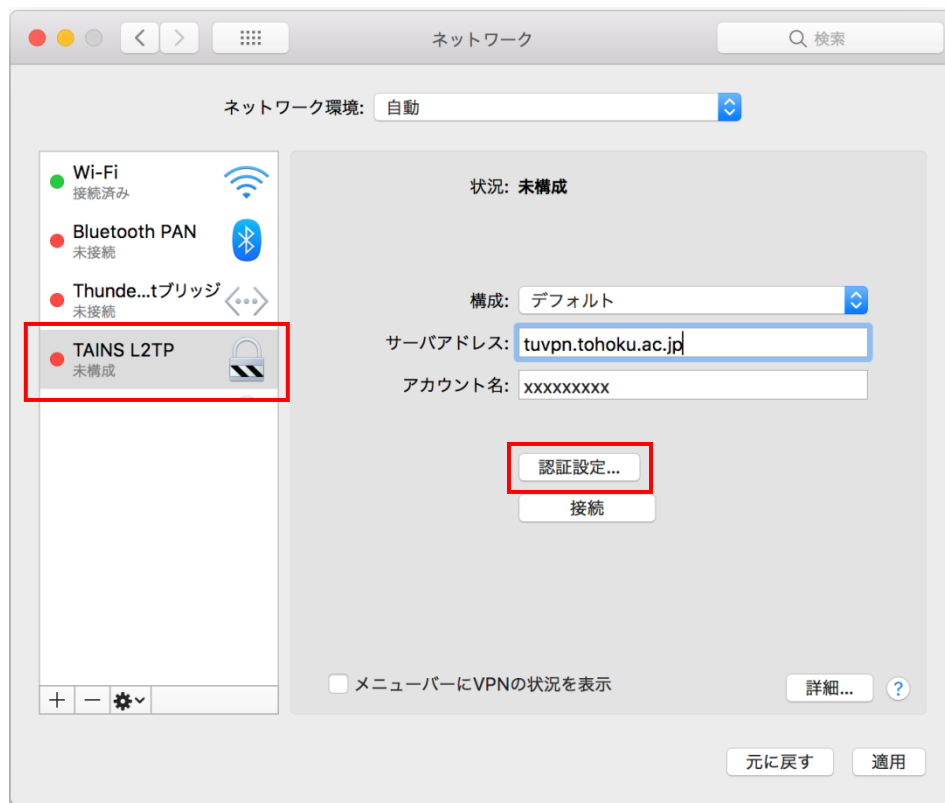 ネットワーク
検索
ネットワーク環境: 自動
Wi-Fi
接続済み
Bluetooth PAN
未接続
Thunde...tブリッジ
未接続
TAINS L2TP
未構成
状況: 未構成
構成: デフォルト
サーバアドレス: tuvpn.tohoku.ac.jp
アカウント名: xxxxxxxxx
認証設定...
接続
メニューバーにVPNの状況を表示
詳細...
?
元に戻す
適用